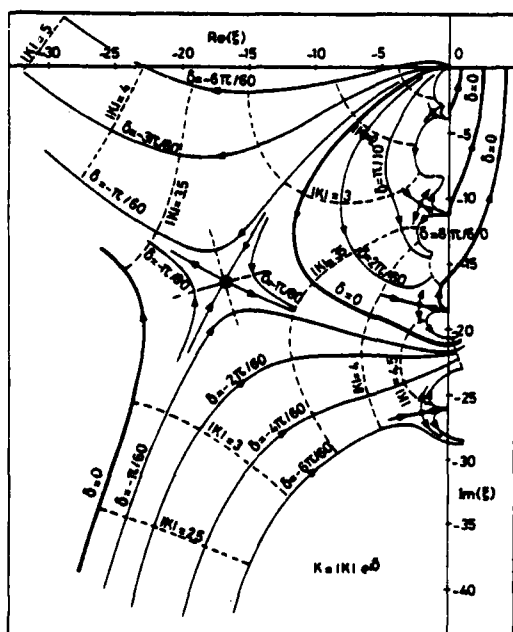 Re(ξ)
-30 -25 -20 -15 -10 -5 0
|K|=5
|K|=4
δ=-6π/60
δ=-3π/60
|K|=3.5
δ=-π/60
|K|=3
δ=π/10
δ=0
δ=0
-5
-10
δ=6π/60
-15
δ=-π/60
δ=-π/60
|K|=3.5
δ=2π/60
δ=0
-20
δ=-2π/60
|K|=4
|K|=4.5
-25
δ=-4π/60
|K|=3
δ=-6π/60
-30
Im(ξ)
δ=0
δ=-π/60
-35
|K|=2.5
K=|K| e^iδ
-40